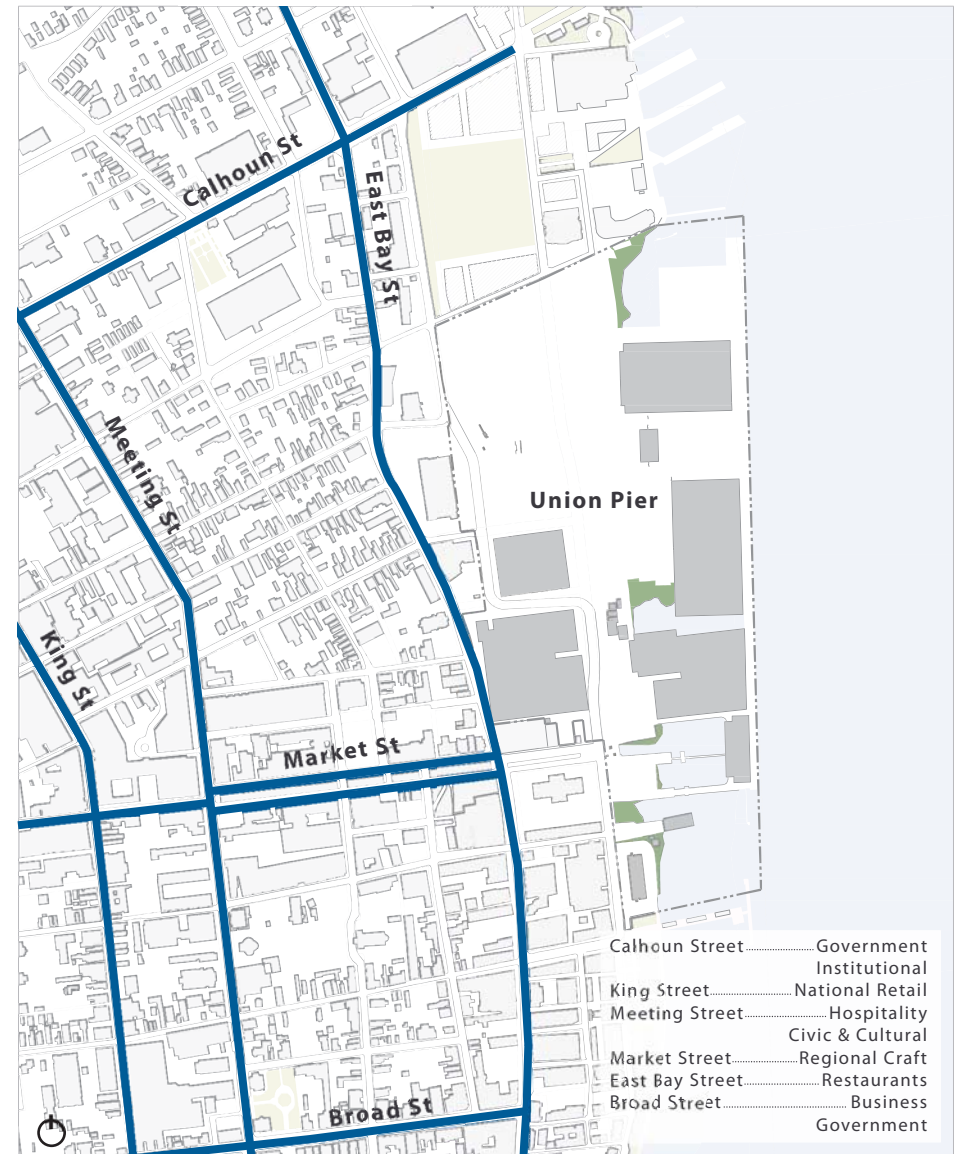 Calhoun St
East Bay St
Meeting St
Union Pier
King St
Market St
Broad St
Calhoun Street Government
Institutional
King Street National Retail
Meeting Street Hospitality
Civic & Cultural
Market Street Regional Craft
East Bay Street Restaurants
Broad Street Business
Government